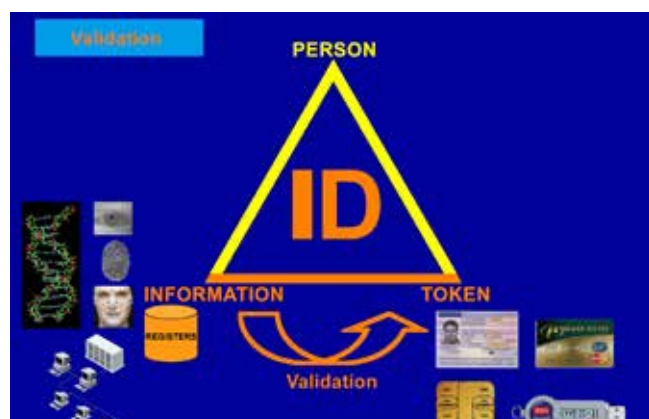 Validation
PERSON
ID
INFORMATION
TOKEN
REGISTERS
Validation